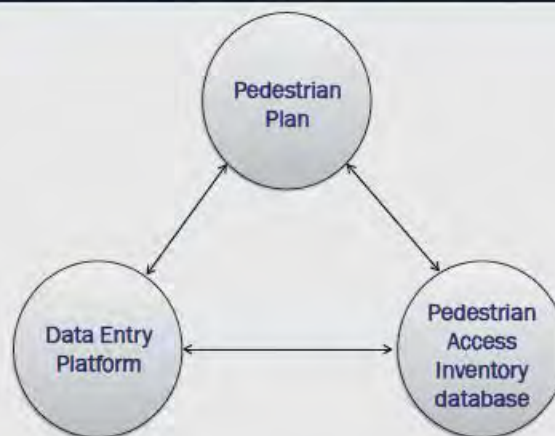 Pedestrian
Plan
Data Entry
Platform
Pedestrian
Access
Inventory
database